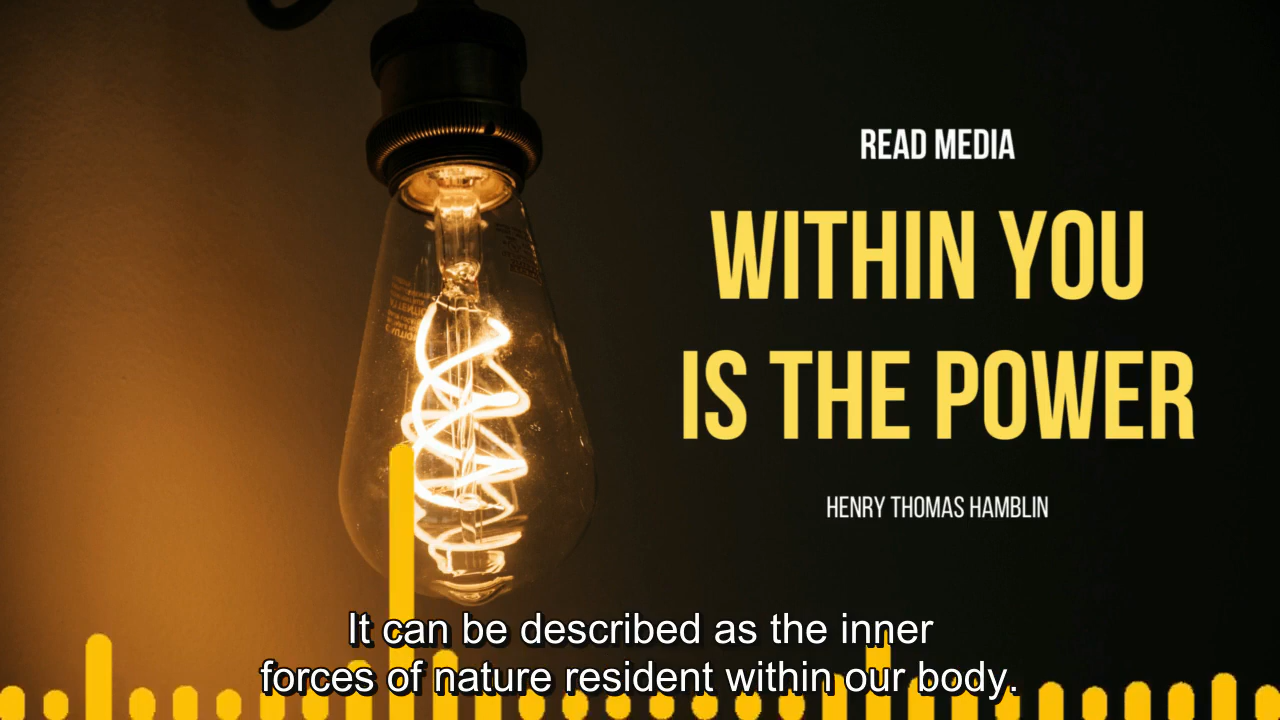 READ MEDIA
WITHIN YOU
IS THE POWER
HENRY THOMAS HAMBLIN
It can be described as the inner
forces of nature resident within our body.